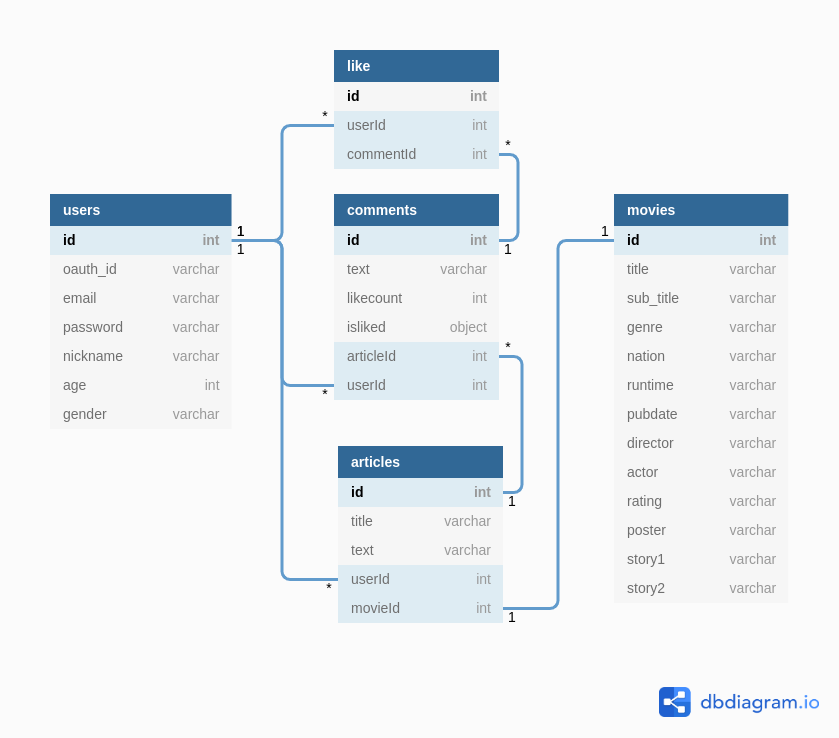 like
id int
* userId int
commentId int *
users
id int 1
1
oauth_id varchar
email varchar
password varchar
nickname varchar
age int
gender varchar
comments
id int
1
text varchar
likecount int
isliked object
articleId int *
userId int
*
articles
id int
1
title varchar
text varchar
userId int
*
movieId int
1
movies
1 id int
title varchar
sub_title varchar
genre varchar
nation varchar
runtime varchar
pubdate varchar
director varchar
actor varchar
rating varchar
poster varchar
story1 varchar
story2 varchar
dbdiagram.io